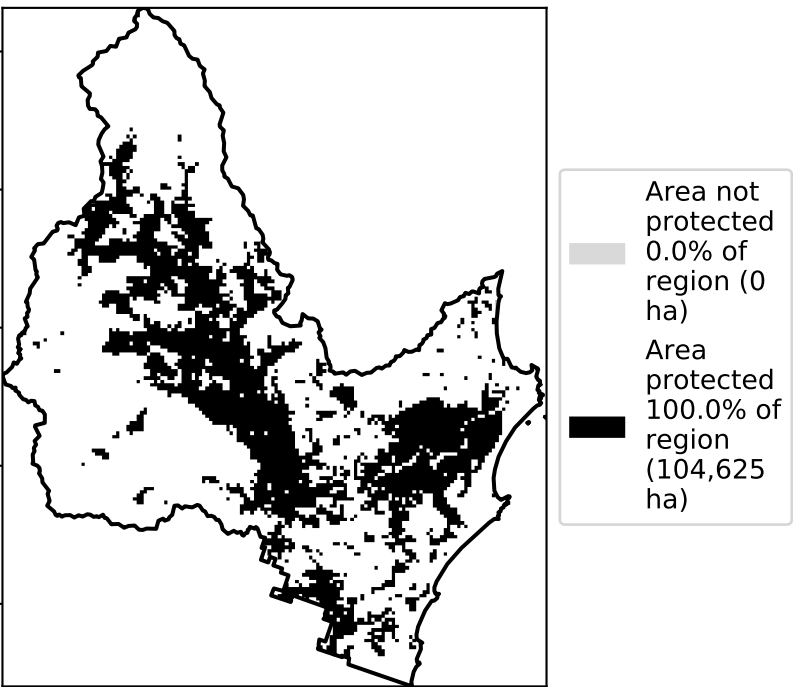 Area not
protected
0.0% of
region (0
ha)
Area
protected
100.0% of
region
(104,625
ha)